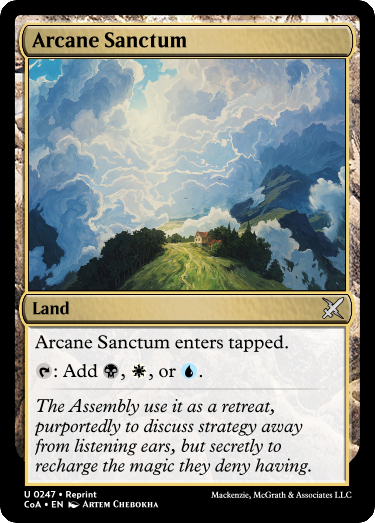 Arcane Sanctum
Land
Arcane Sanctum enters tapped.
: Add , , or .
The Assembly use it as a retreat,
purportedly to discuss strategy away
from listening ears, but secretly to
recharge the magic they deny having.
U 0247 • Reprint
CoA • EN Artem Chebokha
Mackenzie, McGrath & Associates LLC